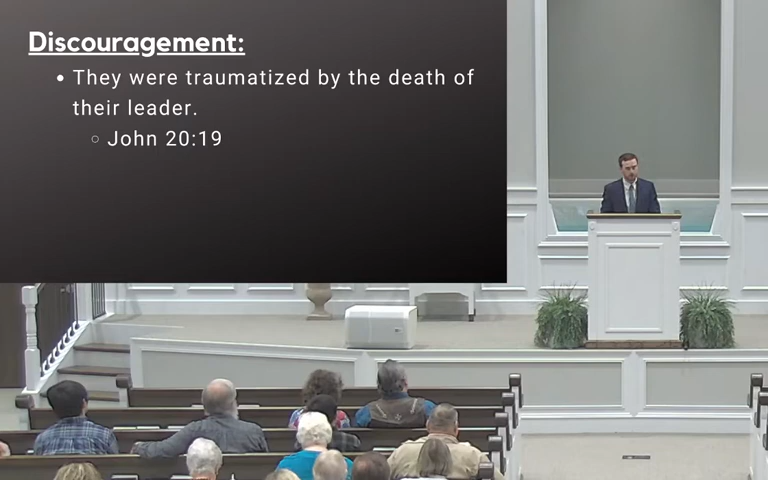 Discouragement:
• They were traumatized by the death of
their leader.
○ John 20:19